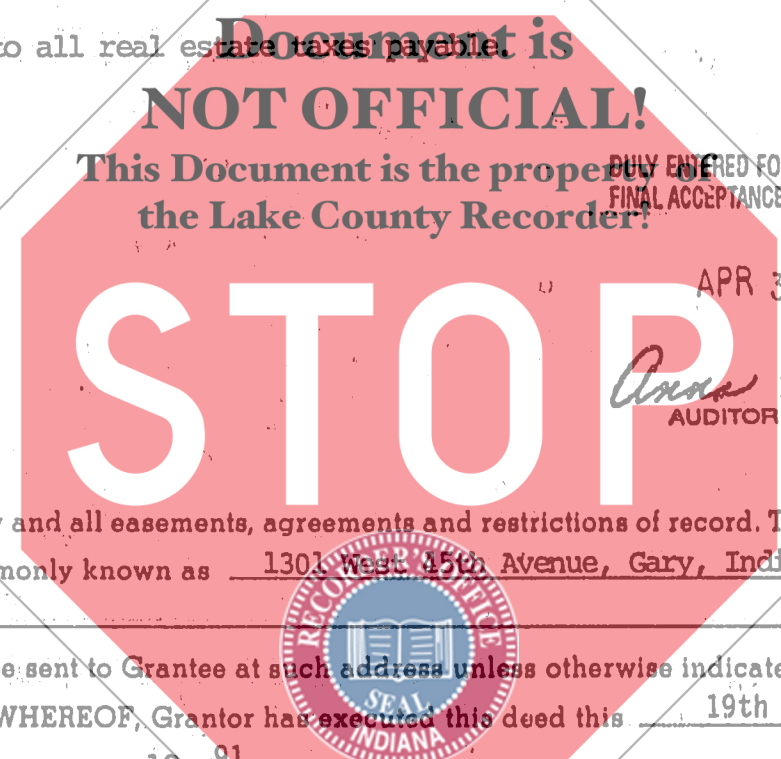 to all real estate taxes payable.
Document is
NOT OFFICIAL!
This Document is the property of
the Lake County Recorder!
DULY ENTERED FO
FINAL ACCEPTANCE
APR 3
STOP
Anna
AUDITOR
and all easements, agreements and restrictions of record. T
monly known as 1301 West 45th Avenue, Gary, Indi
RECORDER'S OFFICE
SEAL
INDIANA
e sent to Grantee at such address unless otherwise indicate
WHEREOF, Grantor has executed this deed this 19th
19 91